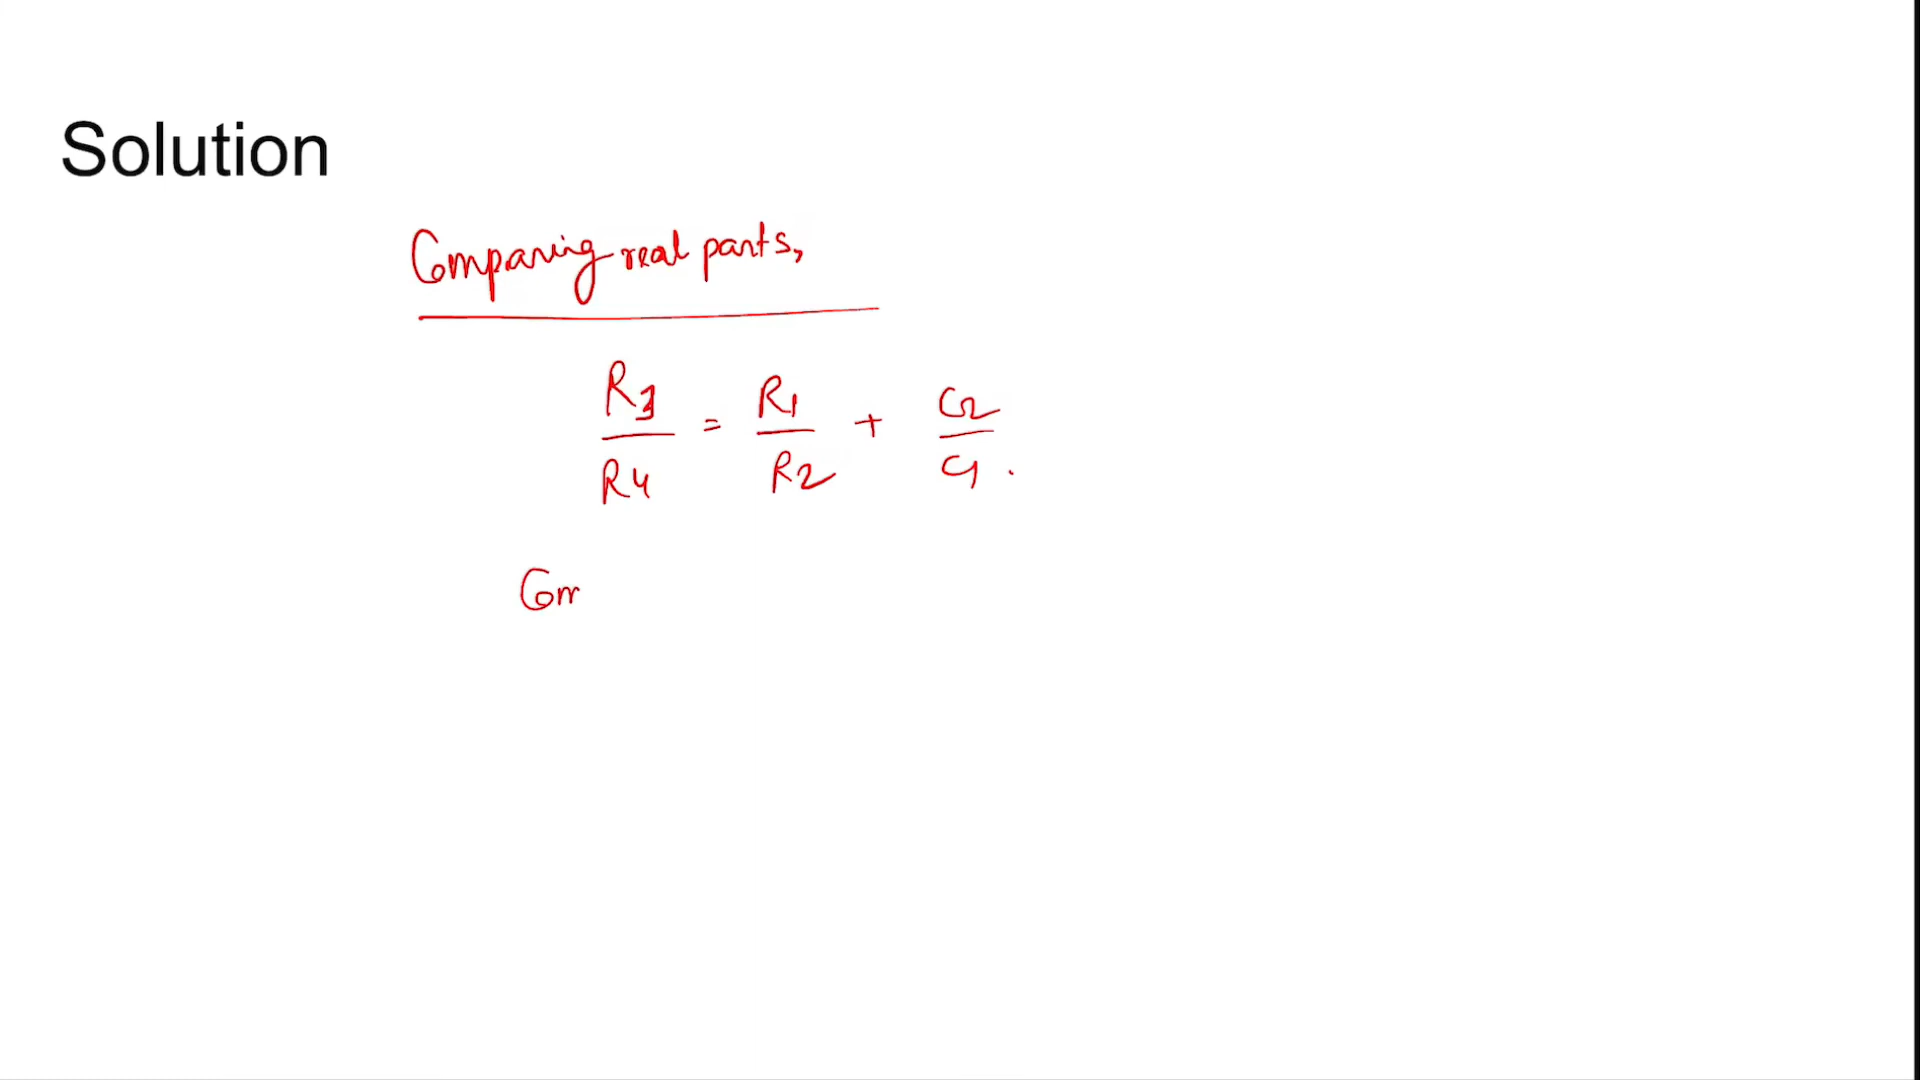 Solution
Comparing real parts,
R3/R4 = R1/R2 + C2/C1.
Com